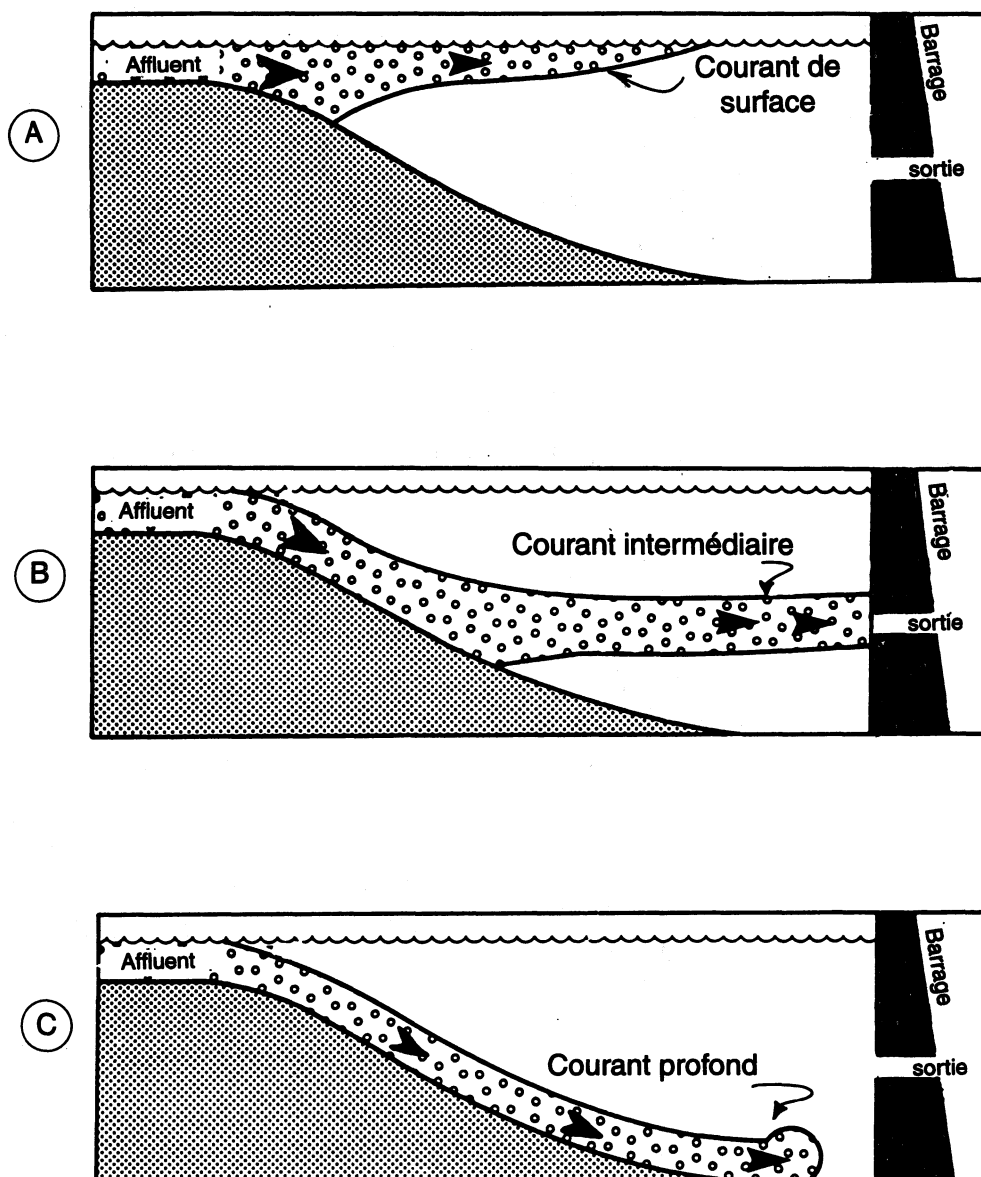 A
Affluent
Courant de
surface
Barrage
sortie
B
Affluent
Courant intermédiaire
Barrage
sortie
C
Affluent
Courant profond
Barrage
sortie